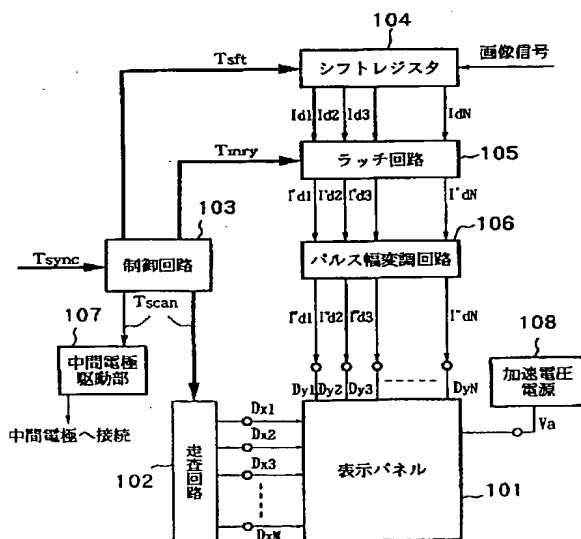 104
Tsft
シフトレジスタ
画像信号
Id1 Id2 Id3 IdN
Tmry
ラッチ回路
105
I'd1 I'd2 I'd3 I'dN
103
106
Tsync
制御回路
パルス幅変調回路
Tscan
107
I"d1 I"d2 I"d3 I"dN
108
中間電極
駆動部
加速電圧
電源
Dy1 Dy2 Dy3 DyN
中間電極へ接続
Va
Dx1
Dx2
Dx3
DxM
走査回路
102
表示パネル
101